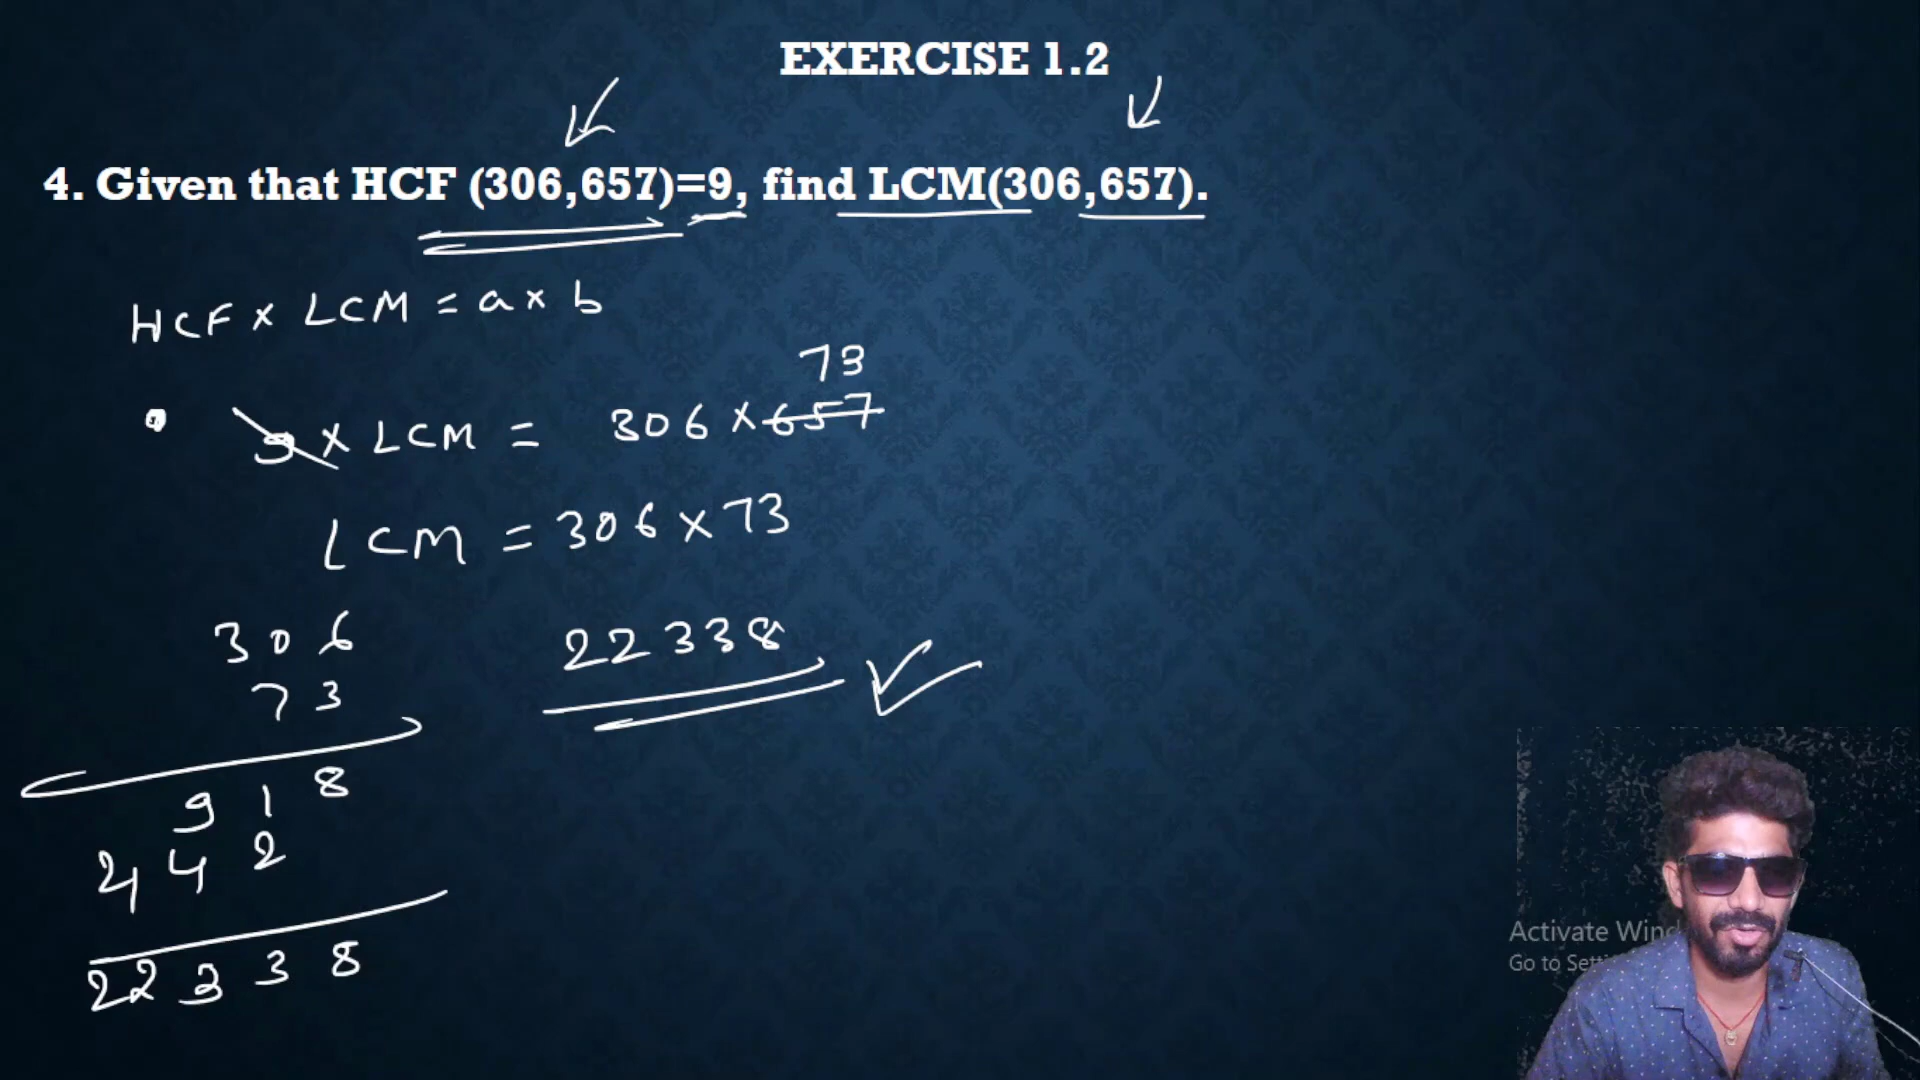 EXERCISE 1.2
4. Given that HCF (306,657)=9, find LCM(306,657).
HCF x LCM = a x b
73
9 x LCM = 306 x 657
LCM = 306 x 73
306
73
22338
918
2142
22338
Activate Wind
Go to Setti